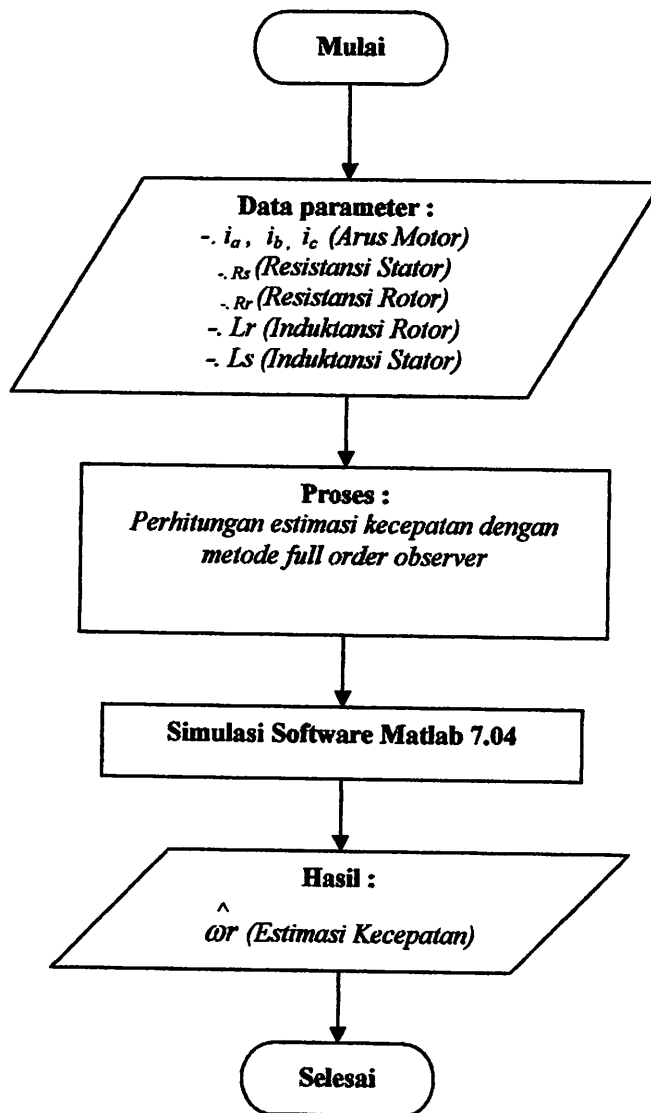 Mulai
Data parameter :
-. i_a , i_b , i_c (Arus Motor)
-. Rs (Resistansi Stator)
-. Rr (Resistansi Rotor)
-. Lr (Induktansi Rotor)
-. Ls (Induktansi Stator)
Proses :
Perhitungan estimasi kecepatan dengan
metode full order observer
Simulasi Software Matlab 7.04
Hasil :
ω̂r (Estimasi Kecepatan)
Selesai